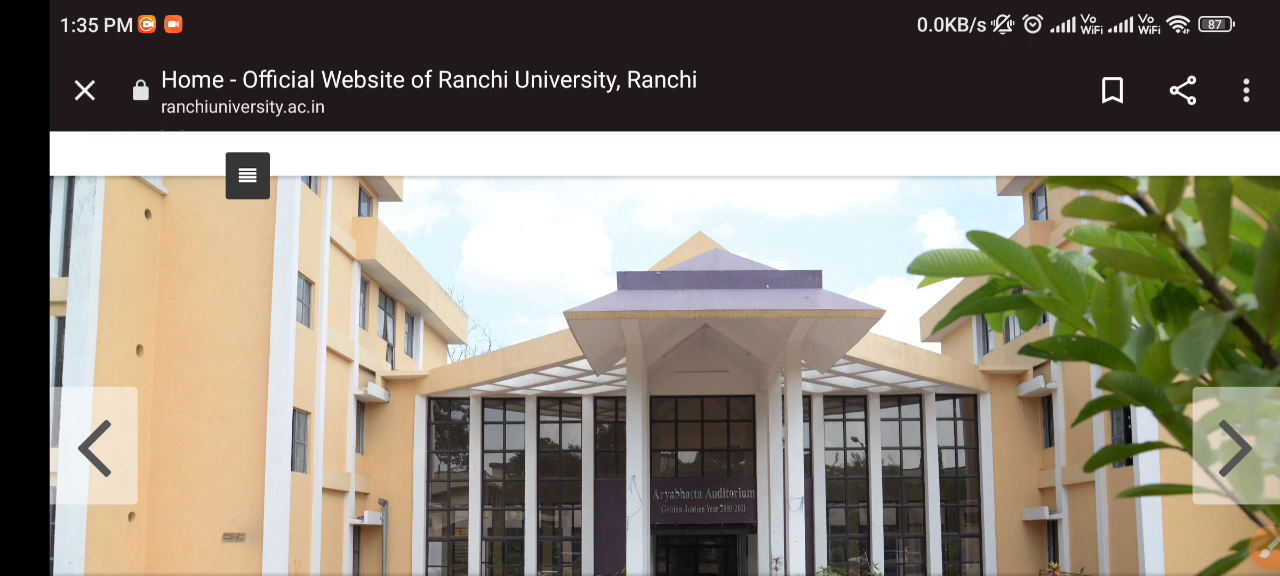 1:35 PM
0.0KB/s
Vo
WiFi
Vo
WiFi
87
Home - Official Website of Ranchi University, Ranchi
ranchiuniversity.ac.in
Aryabhatta Auditorium
Golden Jubilee Year 2010-2011